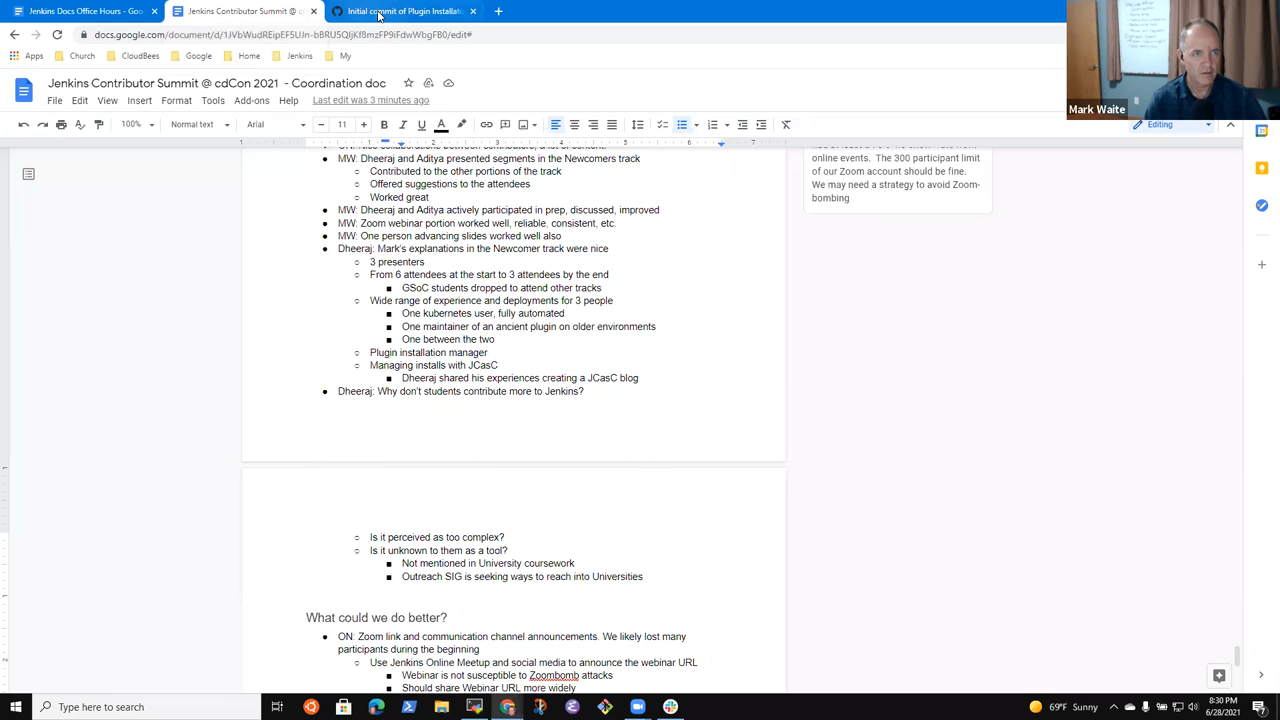 Jenkins Docs Office Hours - Goo
Jenkins Contributor Summit @ c
Initial commit of Plugin Installati
docs.google.com/document/d/
Apps
Church
CloudBees
Google
Home
Jenkins
My
Jenkins Contributor Summit @ cdCon 2021 - Coordination doc
File Edit View Insert Format Tools Add-ons Help Last edit was 3 minutes ago
100% Normal text Arial 11 Editing
Mark Waite
1 1 2 3 4 5 6 7
online events. The 300 participant limit
of our Zoom account should be fine.
We may need a strategy to avoid Zoom-
bombing
MW: Dheeraj and Aditya presented segments in the Newcomers track
Contributed to the other portions of the track
Offered suggestions to the attendees
Worked great
MW: Dheeraj and Aditya actively participated in prep, discussed, improved
MW: Zoom webinar portion worked well, reliable, consistent, etc.
MW: One person advancing slides worked well also
Dheeraj: Mark's explanations in the Newcomer track were nice
3 presenters
From 6 attendees at the start to 3 attendees by the end
GSoC students dropped to attend other tracks
Wide range of experience and deployments for 3 people
One kubernetes user, fully automated
One maintainer of an ancient plugin on older environments
One between the two
Plugin installation manager
Managing installs with JCasC
Dheeraj shared his experiences creating a JCasC blog
Dheeraj: Why don't students contribute more to Jenkins?
Is it perceived as too complex?
Is it unknown to them as a tool?
Not mentioned in University coursework
Outreach SIG is seeking ways to reach into Universities
What could we do better?
ON: Zoom link and communication channel announcements. We likely lost many
participants during the beginning
Use Jenkins Online Meetup and social media to announce the webinar URL
Webinar is not susceptible to Zoombomb attacks
Should share Webinar URL more widely
Type here to search
69°F Sunny
8:30 PM
6/28/2021